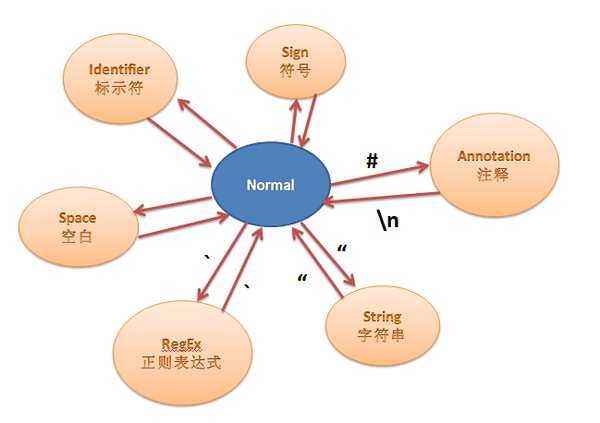 Sign
符号
Identifier
标示符
Annotation
注释
#
Normal
\n
Space
空白
`
“
`
“
String
字符串
RegEx
正则表达式